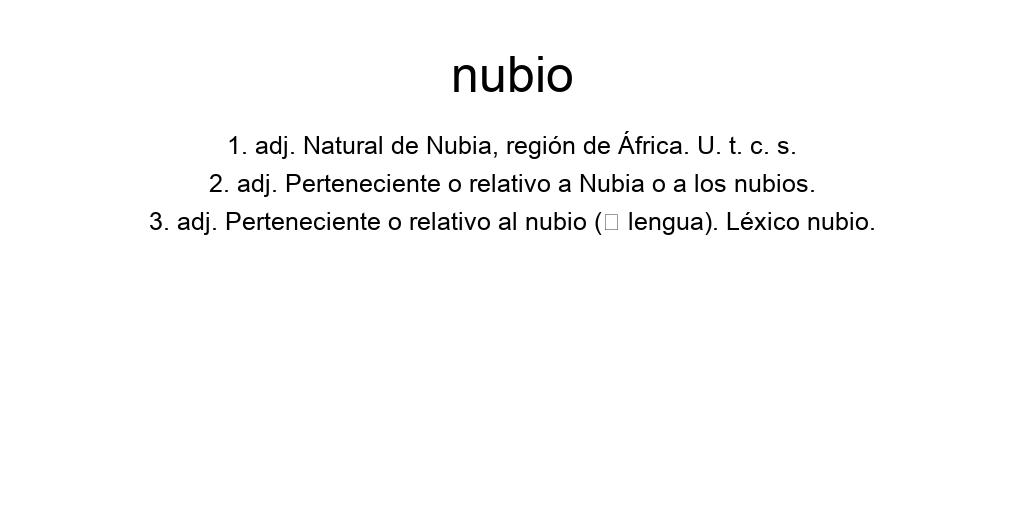 nubio
1. adj. Natural de Nubia, región de África. U. t. c. s.
2. adj. Perteneciente o relativo a Nubia o a los nubios.
3. adj. Perteneciente o relativo al nubio (□ lengua). Léxico nubio.